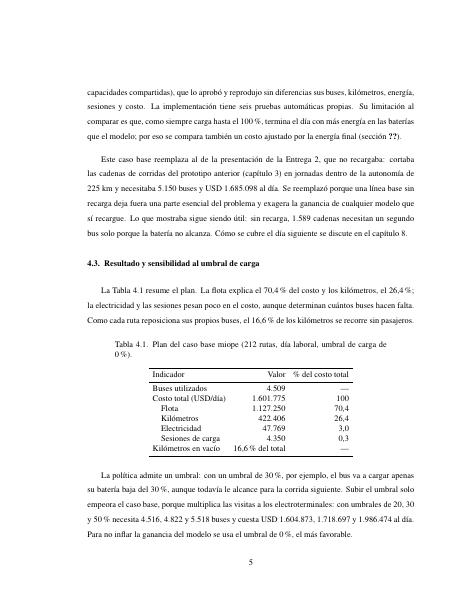 capacidades compartidas), que lo aprobó y reprodujo sin diferencias sus buses, kilómetros, energía,
sesiones y costo. La implementación tiene seis pruebas automáticas propias. Su limitación al
comparar es que, como siempre carga hasta el 100 %, termina el día con más energía en las baterías
que el modelo; por eso se compara también un costo ajustado por la energía final (sección ??).
Este caso base reemplaza al de la presentación de la Entrega 2, que no recargaba: cortaba
las cadenas de corridas del prototipo anterior (capítulo 3) en jornadas dentro de la autonomía de
225 km y necesitaba 5.150 buses y USD 1.685.098 al día. Se reemplazó porque una línea base sin
recarga deja fuera una parte esencial del problema y exagera la ganancia de cualquier modelo que
sí recargue. Lo que mostraba sigue siendo útil: sin recarga, 1.589 cadenas necesitan un segundo
bus solo porque la batería no alcanza. Cómo se cubre el día siguiente se discute en el capítulo 8.
4.3. Resultado y sensibilidad al umbral de carga
La Tabla 4.1 resume el plan. La flota explica el 70,4 % del costo y los kilómetros, el 26,4 %;
la electricidad y las sesiones pesan poco en el costo, aunque determinan cuántos buses hacen falta.
Como cada ruta reposiciona sus propios buses, el 16,6 % de los kilómetros se recorre sin pasajeros.
Tabla 4.1. Plan del caso base miope (212 rutas, día laboral, umbral de carga de
0 %).
Indicador Valor % del costo total
Buses utilizados 4.509 —
Costo total (USD/día) 1.601.775 100
Flota 1.127.250 70,4
Kilómetros 422.406 26,4
Electricidad 47.769 3,0
Sesiones de carga 4.350 0,3
Kilómetros en vacío 16,6 % del total —
La política admite un umbral: con un umbral de 30 %, por ejemplo, el bus va a cargar apenas
su batería baja del 30 %, aunque todavía le alcance para la corrida siguiente. Subir el umbral solo
empeora el caso base, porque multiplica las visitas a los electroterminales: con umbrales de 20, 30
y 50 % necesita 4.516, 4.822 y 5.518 buses y cuesta USD 1.604.873, 1.718.697 y 1.986.474 al día.
Para no inflar la ganancia del modelo se usa el umbral de 0 %, el más favorable.
5